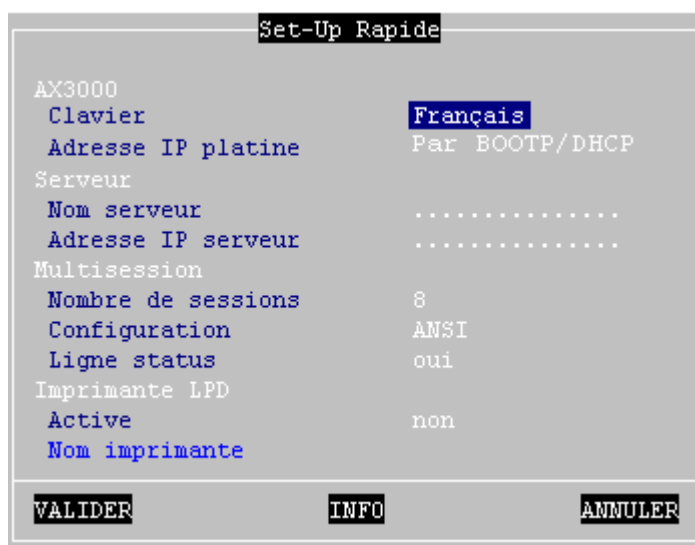 Set-Up Rapide
AX3000
Clavier Français
Adresse IP platine Par BOOTP/DHCP
Serveur
Nom serveur ...............
Adresse IP serveur ...............
Multisession
Nombre de sessions 8
Configuration ANSI
Ligne status oui
Imprimante LPD
Active non
Nom imprimante
VALIDER INFO ANNULER